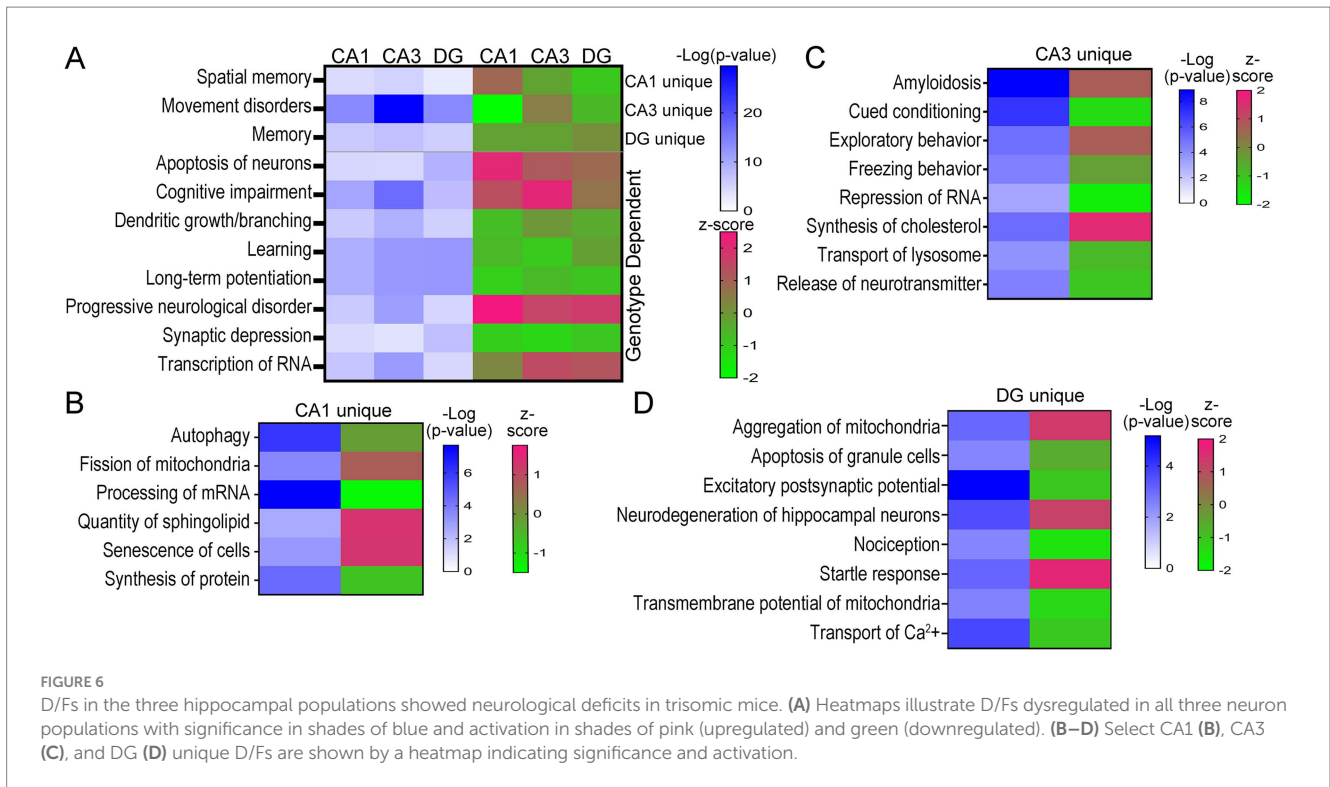 A
CA1 CA3 DG CA1 CA3 DG
Spatial memory
Movement disorders
Memory
Apoptosis of neurons
Cognitive impairment
Dendritic growth/branching
Learning
Long-term potentiation
Progressive neurological disorder
Synaptic depression
Transcription of RNA
CA1 unique
CA3 unique
DG unique
Genotype Dependent
-Log(p-value)
20
10
0
z-score
2
1
0
-1
-2
C
CA3 unique
Amyloidosis
Cued conditioning
Exploratory behavior
Freezing behavior
Repression of RNA
Synthesis of cholesterol
Transport of lysosome
Release of neurotransmitter
-Log
(p-value)
8
6
4
2
0
z-
score
2
1
0
-1
-2
B
CA1 unique
Autophagy
Fission of mitochondria
Processing of mRNA
Quantity of sphingolipid
Senescence of cells
Synthesis of protein
-Log
(p-value)
6
4
2
0
z-
score
1
0
-1
D
DG unique
Aggregation of mitochondria
Apoptosis of granule cells
Excitatory postsynaptic potential
Neurodegeneration of hippocampal neurons
Nociception
Startle response
Transmembrane potential of mitochondria
Transport of Ca²+
-Log
(p-value)
4
2
0
z-
score
2
1
0
-1
-2
FIGURE 6
D/Fs in the three hippocampal populations showed neurological deficits in trisomic mice. (A) Heatmaps illustrate D/Fs dysregulated in all three neuron
populations with significance in shades of blue and activation in shades of pink (upregulated) and green (downregulated). (B–D) Select CA1 (B), CA3
(C), and DG (D) unique D/Fs are shown by a heatmap indicating significance and activation.